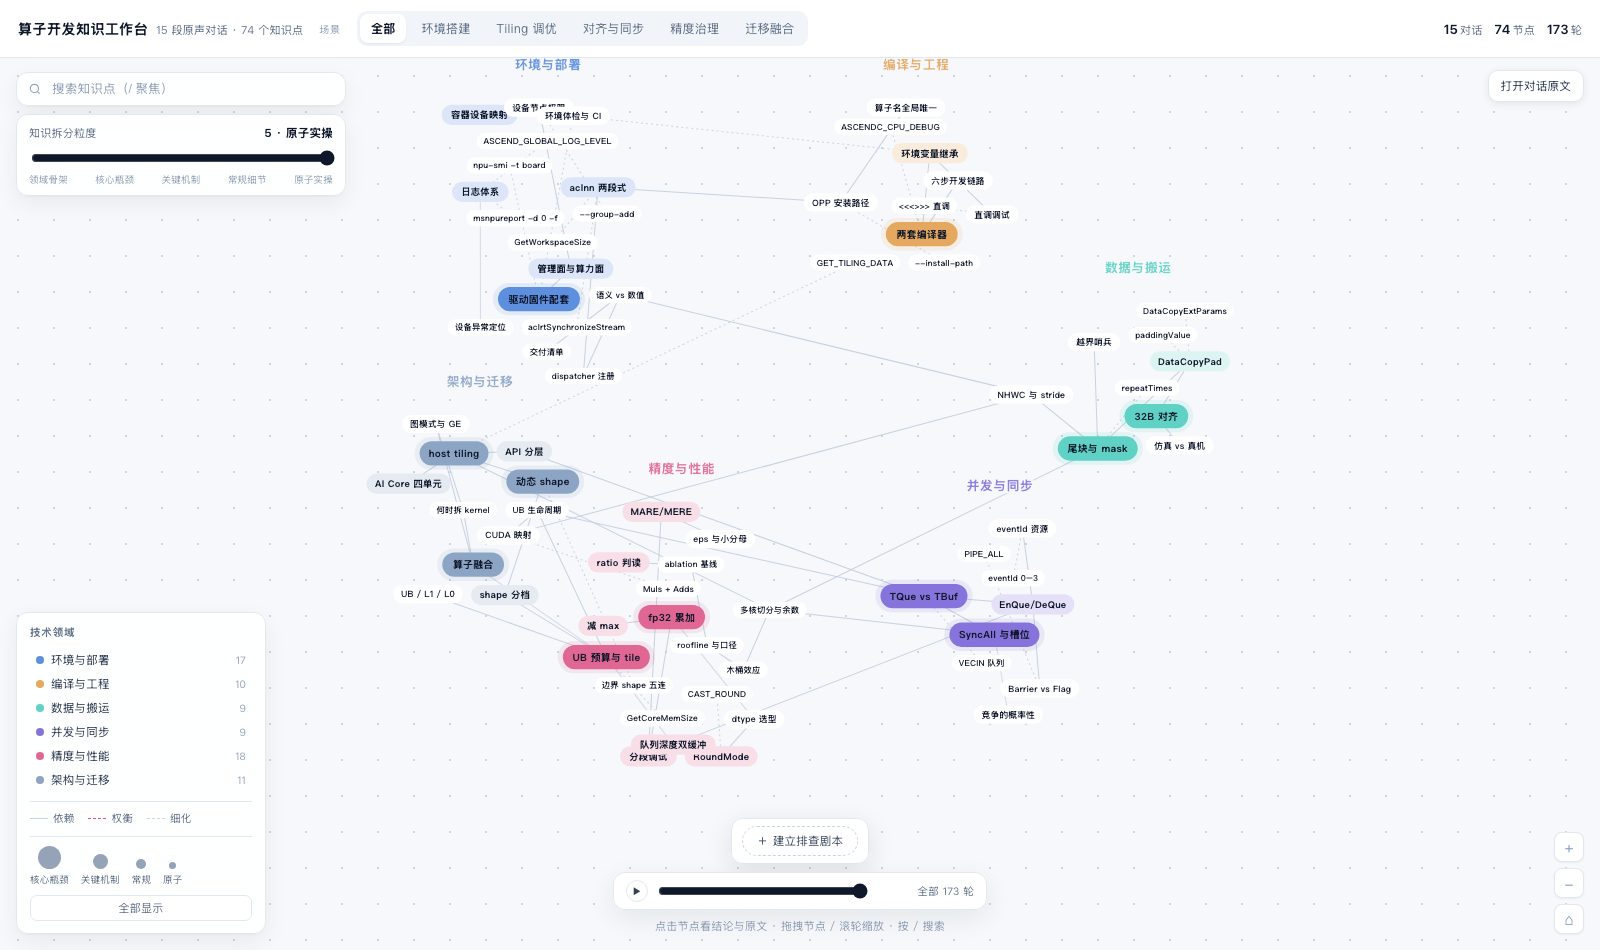 算子开发知识工作台 15 段原声对话 · 74 个知识点 场景 全部 环境搭建 Tiling 调优 对齐与同步 精度治理 迁移融合 15 对话 74 节点 173 轮
搜索知识点（/ 聚焦）
打开对话原文
知识拆分粒度 5 · 原子实操
领域骨架 核心瓶颈 关键机制 常规细节 原子实操
环境与部署
容器设备映射
设备节点权限
环境体检与 CI
ASCEND_GLOBAL_LOG_LEVEL
npu-smi -t board
日志体系
aclnn 两段式
msnpureport -d 0 -f
--group-add
GetWorkspaceSize
管理面与算力面
驱动固件配套
语义 vs 数值
设备异常定位
aclrtSynchronizeStream
交付清单
dispatcher 注册
编译与工程
算子名全局唯一
ASCENDC_CPU_DEBUG
环境变量继承
六步开发链路
OPP 安装路径
<<<>>> 直调
直调调试
两套编译器
GET_TILING_DATA
--install-path
数据与搬运
DataCopyExtParams
paddingValue
越界哨兵
DataCopyPad
repeatTimes
NHWC 与 stride
32B 对齐
尾块与 mask
仿真 vs 真机
架构与迁移
图模式与 GE
host tiling
API 分层
AI Core 四单元
动态 shape
何时拆 kernel
UB 生命周期
CUDA 映射
算子融合
UB / L1 / L0
shape 分档
精度与性能
MARE/MERE
eps 与小分母
ratio 判读
ablation 基线
Muls + Adds
多核切分与余数
fp32 累加
减 max
roofline 与口径
UB 预算与 tile
木桶效应
边界 shape 五连
CAST_ROUND
GetCoreMemSize
dtype 选型
队列深度双缓冲
分段调试
RoundMode
并发与同步
eventId 资源
PIPE_ALL
eventId 0–3
TQue vs TBuf
EnQue/DeQue
SyncAll 与槽位
VECIN 队列
Barrier vs Flag
竞争的概率性
技术领域
环境与部署 17
编译与工程 10
数据与搬运 9
并发与同步 9
精度与性能 18
架构与迁移 11
依赖 权衡 细化
核心瓶颈 关键机制 常规 原子
全部显示
+ 建立排查剧本
全部 173 轮
点击节点看结论与原文 · 拖拽节点 / 滚轮缩放 · 按 / 搜索
+
−